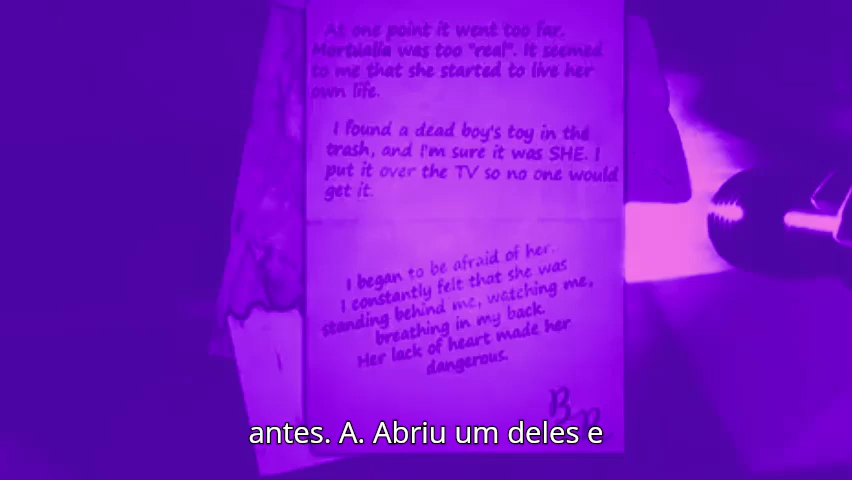 At one point it went too far.
Mortualia was too "real". It seemed
to me that she started to live her
own life.
I found a dead boy's toy in the
trash, and I'm sure it was SHE. I
put it over the TV so no one would
get it.
I began to be afraid of her.
I constantly felt that she was
standing behind me, watching me,
breathing in my back.
Her lack of heart made her
dangerous.
antes. A. Abriu um deles e